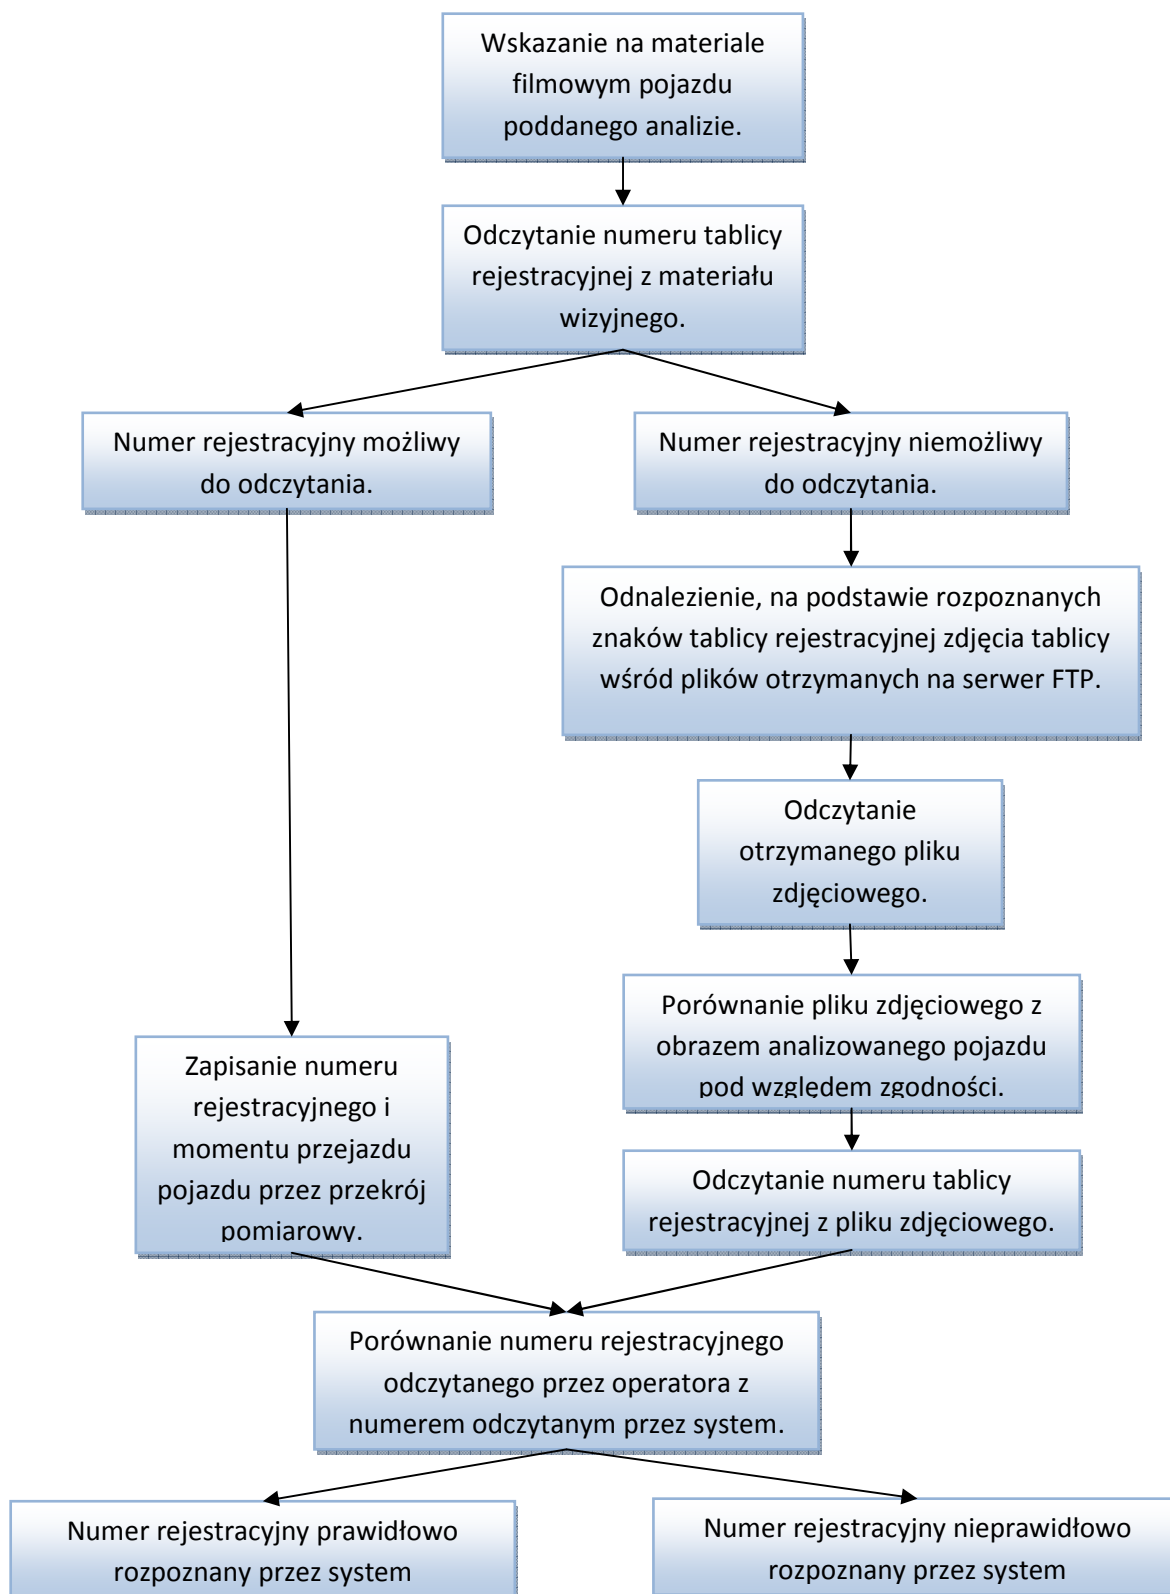 Wskazanie na materiale
filmowym pojazdu
poddanego analizie.
Odczytanie numeru tablicy
rejestracyjnej z materiału
wizyjnego.
Numer rejestracyjny możliwy
do odczytania.
Numer rejestracyjny niemożliwy
do odczytania.
Odnalezienie, na podstawie rozpoznanych
znaków tablicy rejestracyjnej zdjęcia tablicy
wśród plików otrzymanych na serwer FTP.
Odczytanie
otrzymanego pliku
zdjęciowego.
Porównanie pliku zdjęciowego z
obrazem analizowanego pojazdu
pod względem zgodności.
Zapisanie numeru
rejestracyjnego i
momentu przejazdu
pojazdu przez przekrój
pomiarowy.
Odczytanie numeru tablicy
rejestracyjnej z pliku zdjęciowego.
Porównanie numeru rejestracyjnego
odczytanego przez operatora z
numerem odczytanym przez system.
Numer rejestracyjny prawidłowo
rozpoznany przez system
Numer rejestracyjny nieprawidłowo
rozpoznany przez system